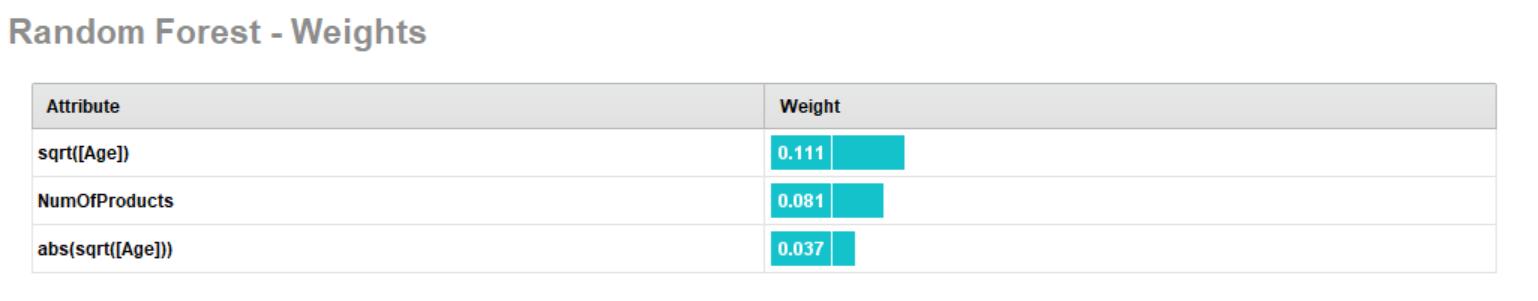 Random Forest - Weights
Attribute Weight
sqrt([Age]) 0.111
NumOfProducts 0.081
abs(sqrt([Age])) 0.037